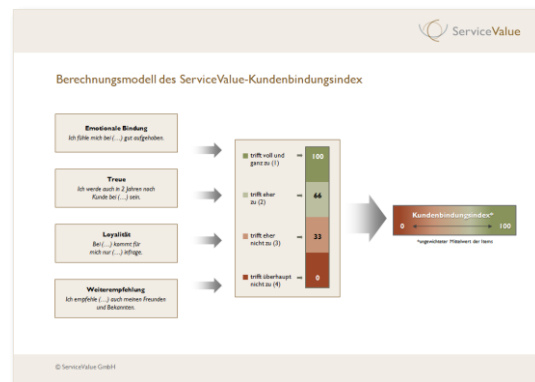 ServiceValue
Berechnungsmodell des ServiceValue-Kundenbindungsindex
Emotionale Bindung
Ich fühle mich bei (…) gut aufgehoben.
Treue
Ich werde auch in 2 Jahren noch
Kunde bei (…) sein.
Loyalität
Bei (…) kommt für
mich nur (…) infrage.
Weiterempfehlung
Ich empfehle (…) auch meinen Freunden
und Bekannten.
trifft voll und
ganz zu (1)
100
trifft eher
zu (2)
66
trifft eher
nicht zu (3)
33
trifft überhaupt
nicht zu (4)
0
Kundenbindungsindex*
0 100
*ungewichteter Mittelwert der Items
© ServiceValue GmbH